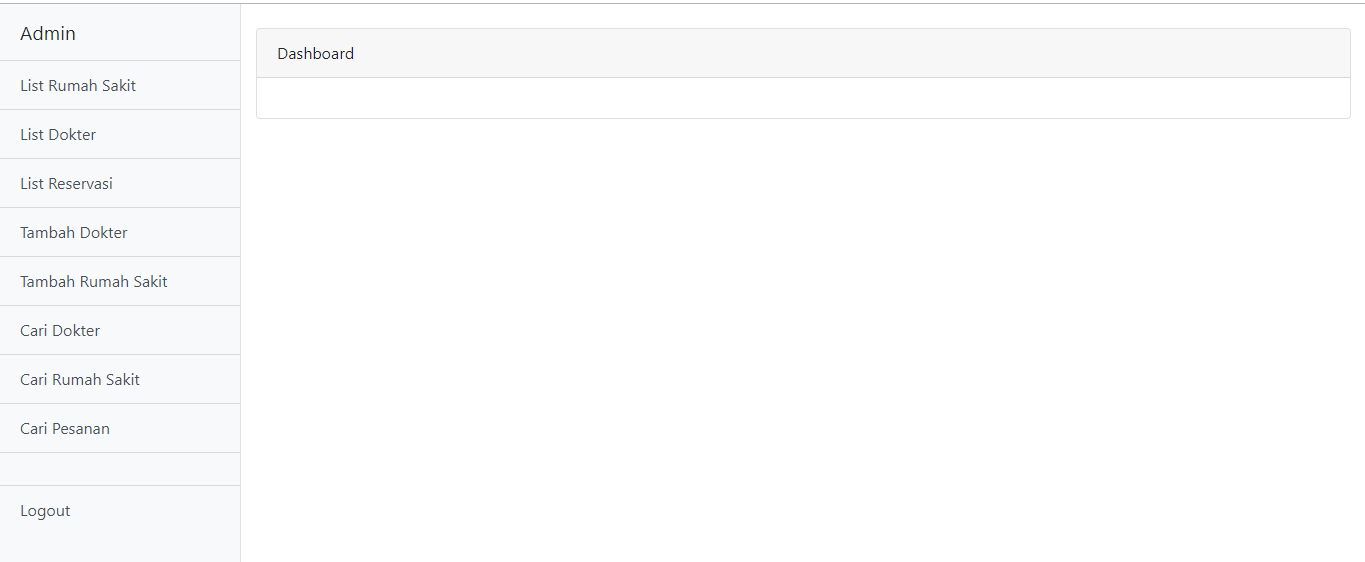 Admin
List Rumah Sakit
List Dokter
List Reservasi
Tambah Dokter
Tambah Rumah Sakit
Cari Dokter
Cari Rumah Sakit
Cari Pesanan
Logout
Dashboard